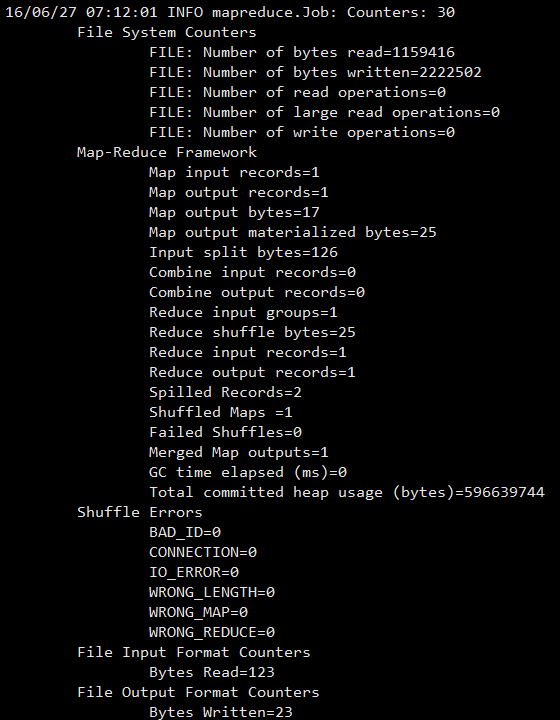 16/06/27 07:12:01 INFO mapreduce.Job: Counters: 30
File System Counters
FILE: Number of bytes read=1159416
FILE: Number of bytes written=2222502
FILE: Number of read operations=0
FILE: Number of large read operations=0
FILE: Number of write operations=0
Map-Reduce Framework
Map input records=1
Map output records=1
Map output bytes=17
Map output materialized bytes=25
Input split bytes=126
Combine input records=0
Combine output records=0
Reduce input groups=1
Reduce shuffle bytes=25
Reduce input records=1
Reduce output records=1
Spilled Records=2
Shuffled Maps =1
Failed Shuffles=0
Merged Map outputs=1
GC time elapsed (ms)=0
Total committed heap usage (bytes)=596639744
Shuffle Errors
BAD_ID=0
CONNECTION=0
IO_ERROR=0
WRONG_LENGTH=0
WRONG_MAP=0
WRONG_REDUCE=0
File Input Format Counters
Bytes Read=123
File Output Format Counters
Bytes Written=23